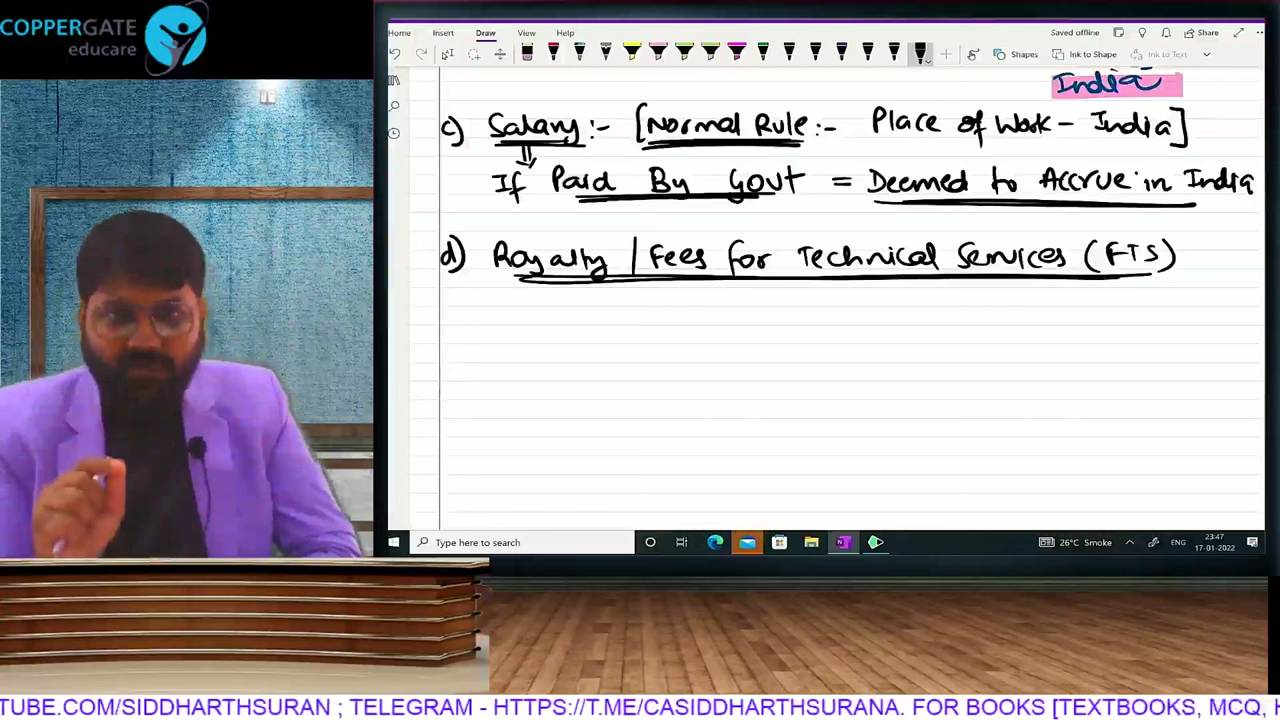 COPPERGATE
educare
Home Insert Draw View Help Saved offline Share
Shapes Ink to Shape Ink to Text
India
c) Salary:- [Normal Rule:- Place of Work - India]
If Paid By Govt = Deemed to Accrue in India
d) Royalty | Fees for Technical Services (FTS)
Type here to search
26°C Smoke ENG 23:47
17-01-2022
TUBE.COM/SIDDHARTHSURAN ; TELEGRAM - HTTPS://T.ME/CASIDDHARTHSURANA. FOR BOOKS [TEXTBOOKS, MCQ,